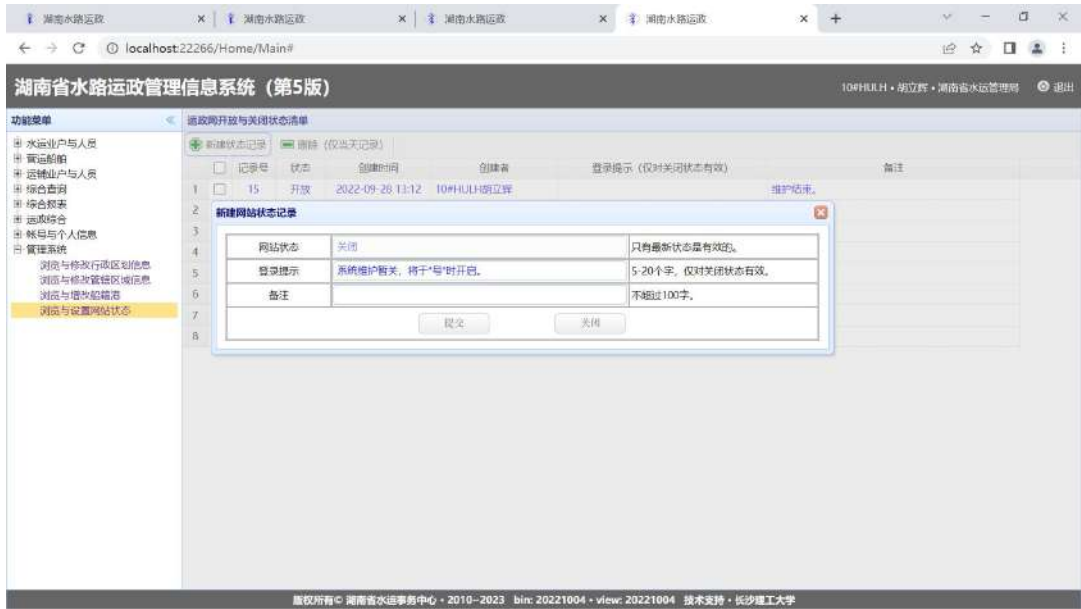 湖南水路运政
湖南水路运政
湖南水路运政
湖南水路运政
localhost:22266/Home/Main#
湖南省水路运政管理信息系统（第5版）
10#HULH • 胡立辉 • 湖南省水运管理局 退出
功能菜单
运政网开放与关闭状态清单
水运业户与人员
营运船舶
运辅业户与人员
综合查询
综合报表
运政综合
帐号与个人信息
管理系统
浏览与修改行政区划信息
浏览与修改管辖区域信息
浏览与增改船籍港
浏览与设置网站状态
新建状态记录 删除（仅当天记录）
记录号 状态 创建时间 创建者 登录提示（仅对关闭状态有效） 备注
1 15 开放 2022-09-28 13:12 10#HULH胡立辉 维护结束。
2
3
4
5
6
7
8
新建网站状态记录
网站状态 关闭 只有最新状态是有效的。
登录提示 系统维护暂关，将于*号*时开启。 5-20个字，仅对关闭状态有效。
备注 不超过100字。
提交 关闭
版权所有© 湖南省水运事务中心 • 2010--2023 bin: 20221004 • view: 20221004 技术支持 • 长沙理工大学